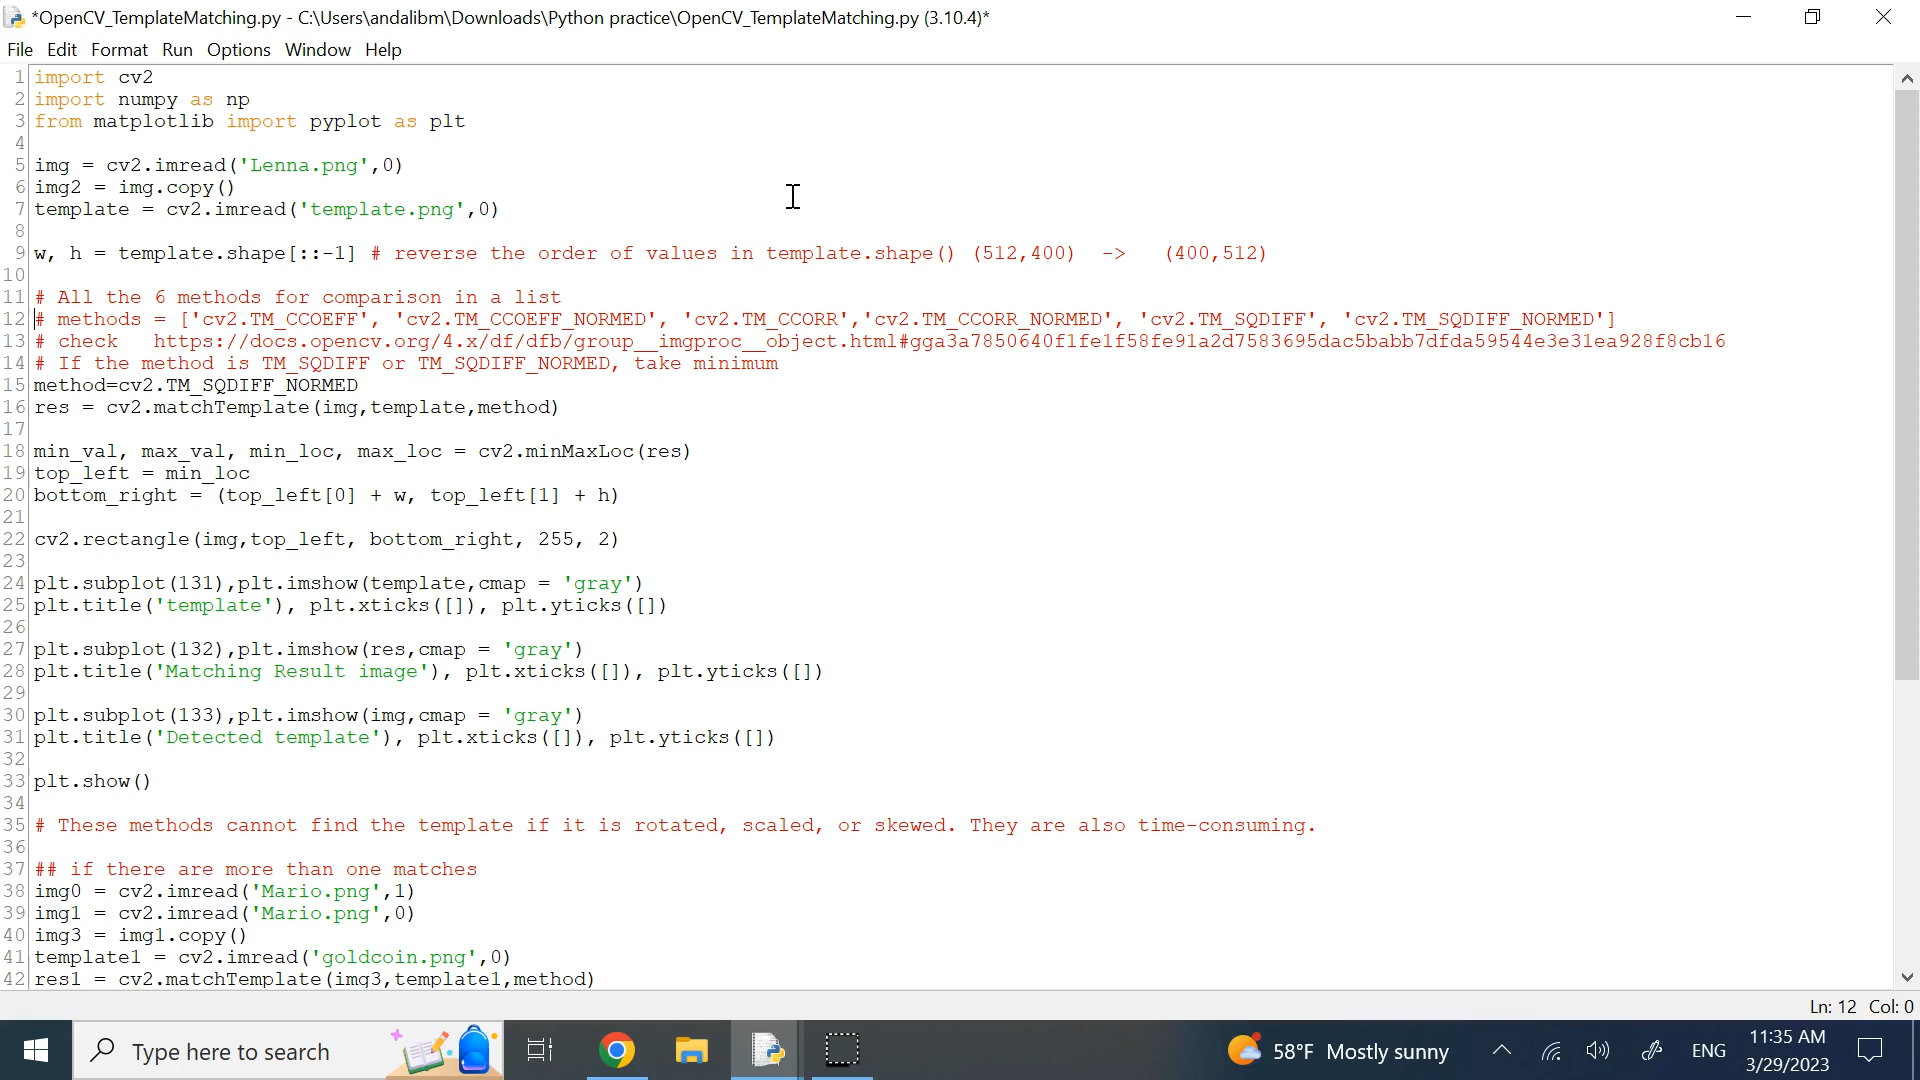 *OpenCV_TemplateMatching.py - C:\Users\andalibm\Downloads\Python practice\OpenCV_TemplateMatching.py (3.10.4)*
File Edit Format Run Options Window Help
1 import cv2
2 import numpy as np
3 from matplotlib import pyplot as plt
4
5 img = cv2.imread('Lenna.png',0)
6 img2 = img.copy()
7 template = cv2.imread('template.png',0)
8
9 w, h = template.shape[::-1] # reverse the order of values in template.shape() (512,400)  ->   (400,512)
10
11 # All the 6 methods for comparison in a list
12 # methods = ['cv2.TM_CCOEFF', 'cv2.TM_CCOEFF_NORMED', 'cv2.TM_CCORR','cv2.TM_CCORR_NORMED', 'cv2.TM_SQDIFF', 'cv2.TM_SQDIFF_NORMED']
13 # check   https://docs.opencv.org/4.x/df/dfb/group__imgproc__object.html#gga3a7850640f1fe1f58fe91a2d7583695dac5babb7dfda59544e3e31ea928f8cb16
14 # If the method is TM_SQDIFF or TM_SQDIFF_NORMED, take minimum
15 method=cv2.TM_SQDIFF_NORMED
16 res = cv2.matchTemplate(img,template,method)
17
18 min_val, max_val, min_loc, max_loc = cv2.minMaxLoc(res)
19 top_left = min_loc
20 bottom_right = (top_left[0] + w, top_left[1] + h)
21
22 cv2.rectangle(img,top_left, bottom_right, 255, 2)
23
24 plt.subplot(131),plt.imshow(template,cmap = 'gray')
25 plt.title('template'), plt.xticks([]), plt.yticks([])
26
27 plt.subplot(132),plt.imshow(res,cmap = 'gray')
28 plt.title('Matching Result image'), plt.xticks([]), plt.yticks([])
29
30 plt.subplot(133),plt.imshow(img,cmap = 'gray')
31 plt.title('Detected template'), plt.xticks([]), plt.yticks([])
32
33 plt.show()
34
35 # These methods cannot find the template if it is rotated, scaled, or skewed. They are also time-consuming.
36
37 ## if there are more than one matches
38 img0 = cv2.imread('Mario.png',1)
39 img1 = cv2.imread('Mario.png',0)
40 img3 = img1.copy()
41 template1 = cv2.imread('goldcoin.png',0)
42 res1 = cv2.matchTemplate(img3,template1,method)
Ln: 12 Col: 0
Type here to search
58°F Mostly sunny
ENG
11:35 AM
3/29/2023